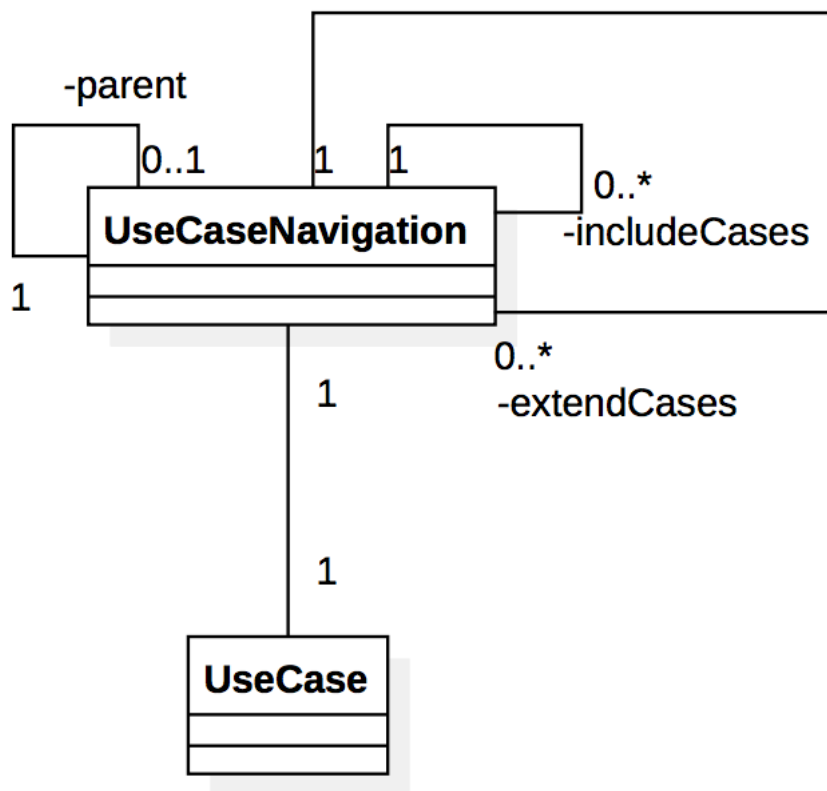 -parent
0..1
1
1
0..*
UseCaseNavigation
-includeCases
1
0..*
1
-extendCases
1
UseCase